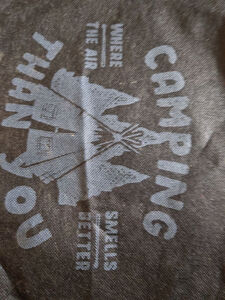 CAMPING
WHERE
THE AIR
SMELLS
BETTER
THAN YOU